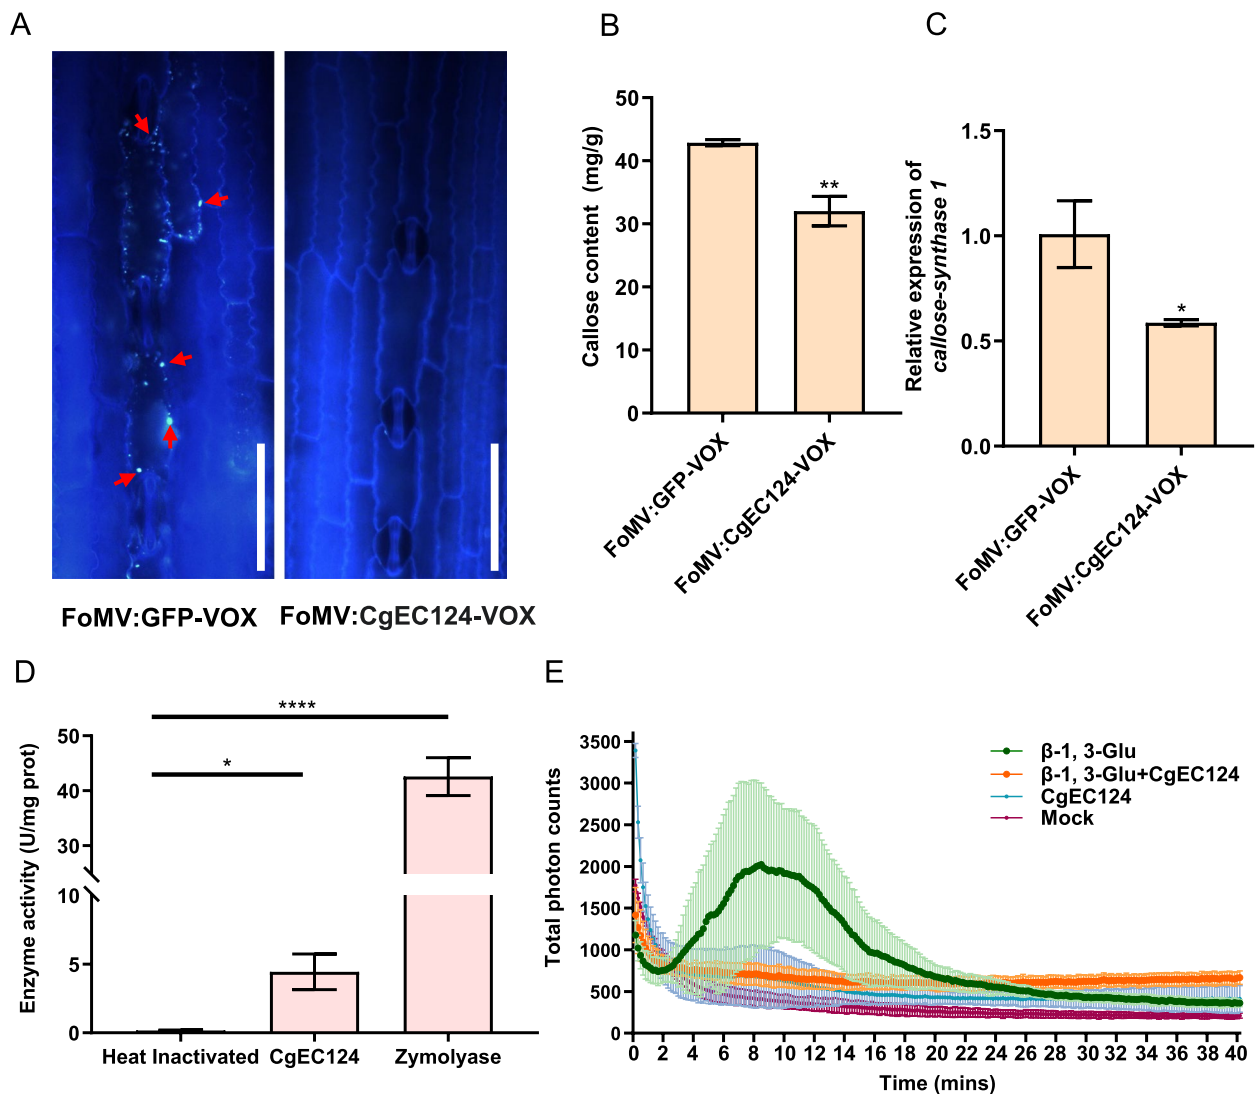 A
FoMV:GFP-VOX
FoMV:CgEC124-VOX
B
Callose content (mg/g)
50
40
30
20
10
0
**
FoMV:GFP-VOX
FoMV:CgEC124-VOX
C
Relative expression of
callose-synthase 1
1.5
1.0
0.5
0.0
*
FoMV:GFP-VOX
FoMV:CgEC124-VOX
D
Enzyme activity (U/mg prot)
50
40
30
10
5
0
****
*
Heat Inactivated
CgEC124
Zymolyase
E
Total photon counts
3500
3000
2500
2000
1500
1000
500
0
β-1, 3-Glu
β-1, 3-Glu+CgEC124
CgEC124
Mock
0 2 4 6 8 10 12 14 16 18 20 22 24 26 28 30 32 34 36 38 40
Time (mins)